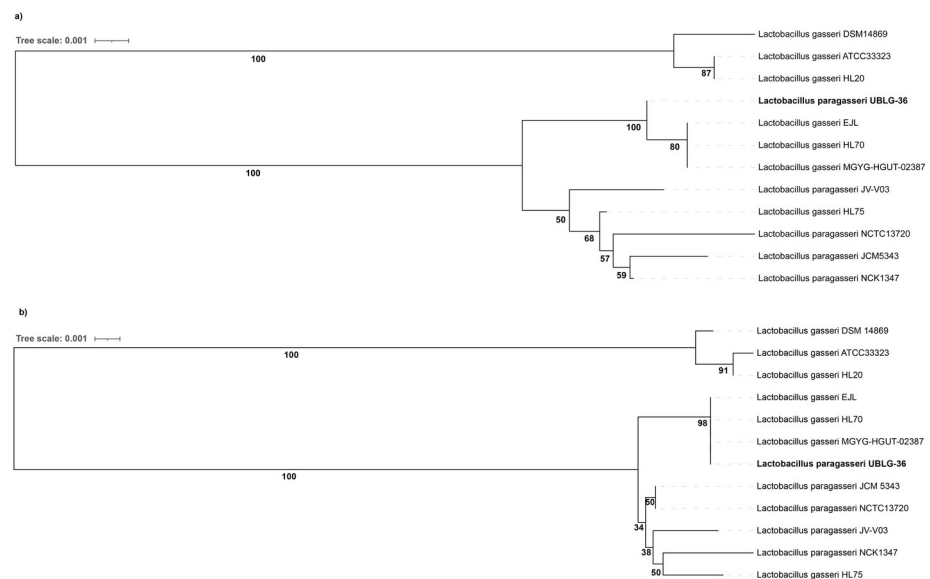 a)
Tree scale: 0.001
Lactobacillus gasseri DSM14869
100
Lactobacillus gasseri ATCC33323
87
Lactobacillus gasseri HL20
Lactobacillus paragasseri UBLG-36
100
Lactobacillus gasseri EJL
80
Lactobacillus gasseri HL70
Lactobacillus gasseri MGYG-HGUT-02387
100
Lactobacillus paragasseri JV-V03
50
Lactobacillus gasseri HL75
68
Lactobacillus paragasseri NCTC13720
57
Lactobacillus paragasseri JCM5343
59
Lactobacillus paragasseri NCK1347
b)
Tree scale: 0.001
Lactobacillus gasseri DSM 14869
100
Lactobacillus gasseri ATCC33323
91
Lactobacillus gasseri HL20
Lactobacillus gasseri EJL
98
Lactobacillus gasseri HL70
Lactobacillus gasseri MGYG-HGUT-02387
Lactobacillus paragasseri UBLG-36
100
Lactobacillus paragasseri JCM 5343
50
Lactobacillus paragasseri NCTC13720
34
Lactobacillus paragasseri JV-V03
38
Lactobacillus paragasseri NCK1347
50
Lactobacillus paragasseri HL75